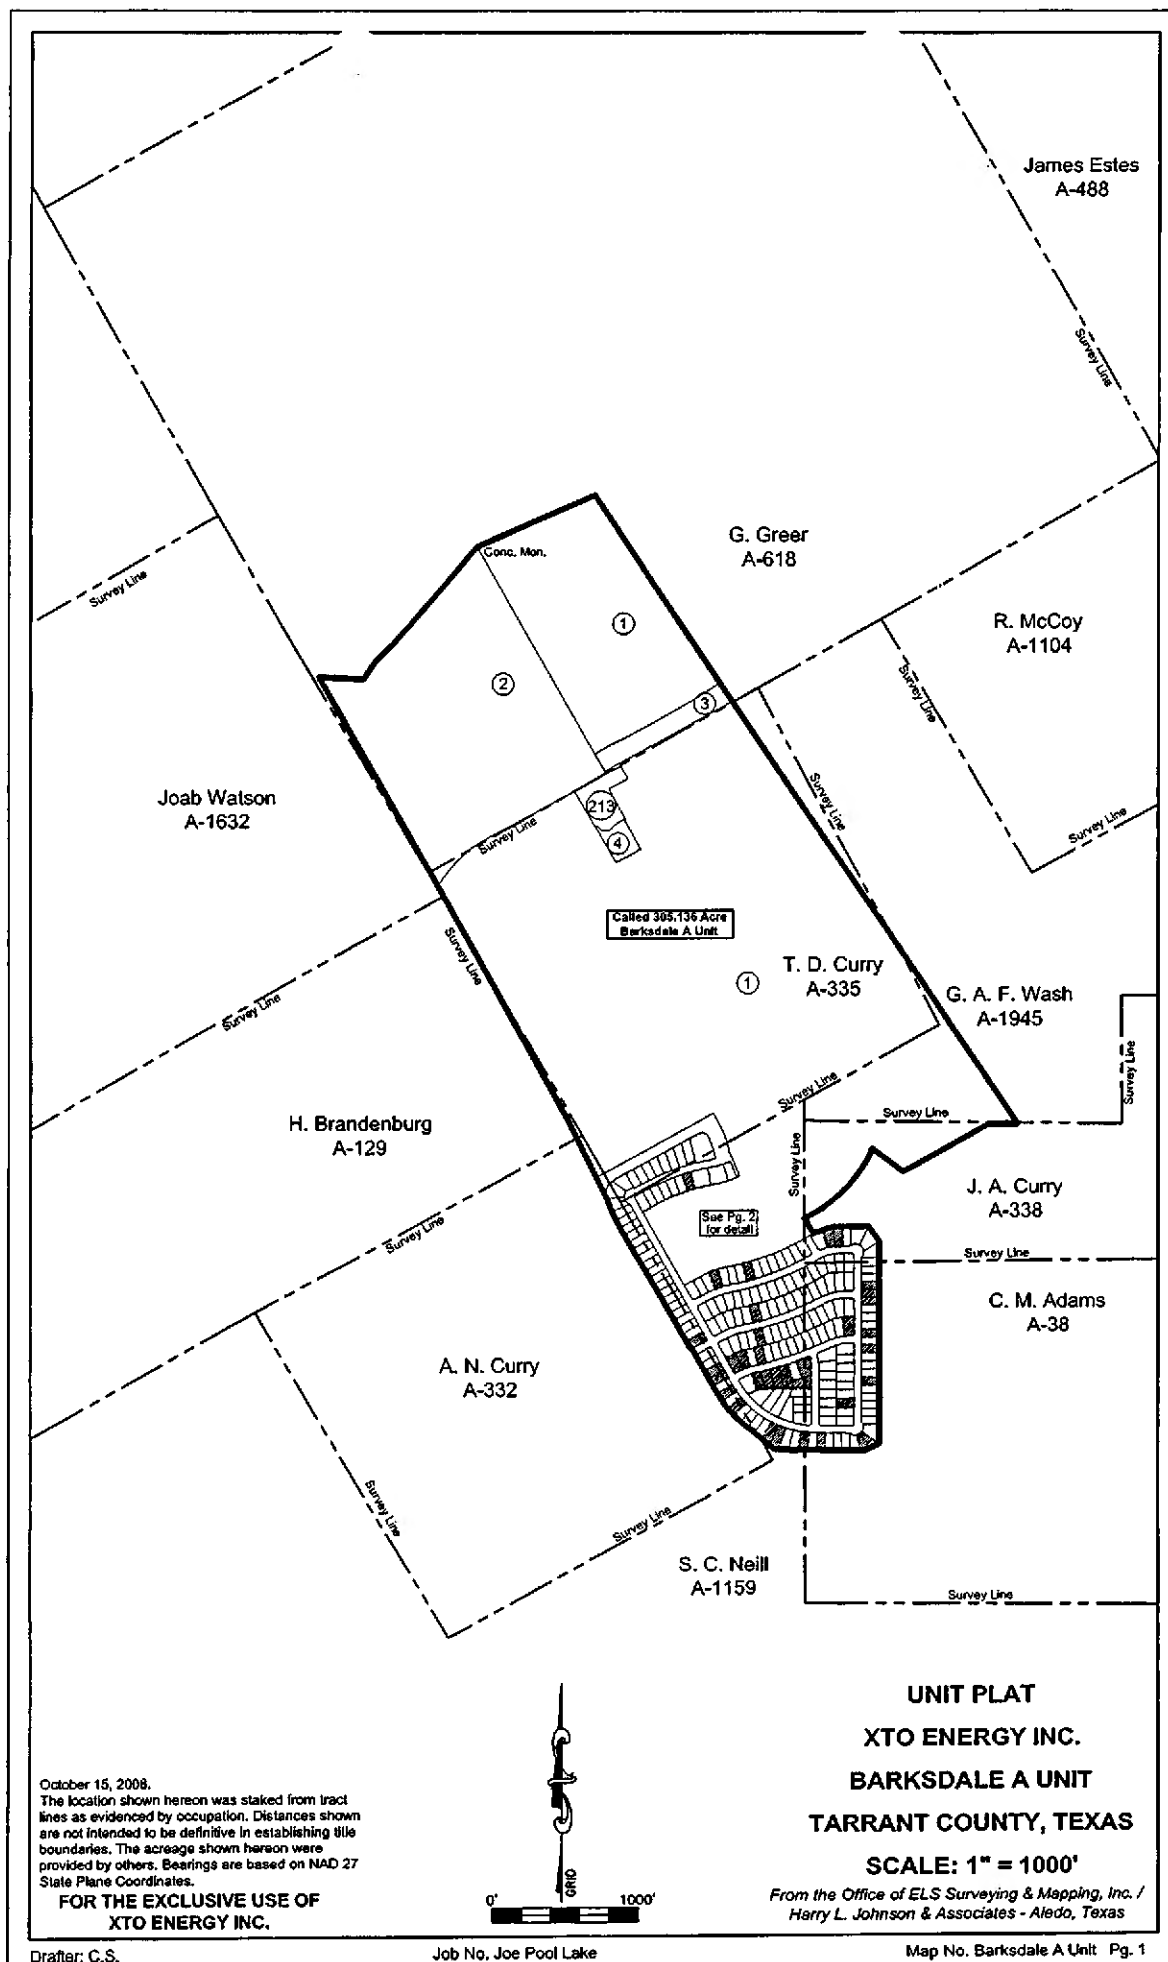 James Estes
A-488
Survey Line
G. Greer
A-618
Conc. Mon.
Survey Line
1
R. McCoy
A-1104
2
Survey Line
3
Joab Watson
A-1632
213
Survey Line
Survey Line
Survey Line
4
Called 305.136 Acre
Barksdale A Unit
Survey Line
T. D. Curry
A-335
1
G. A. F. Wash
A-1945
Survey Line
Survey Line
Survey Line
Survey Line
H. Brandenburg
A-129
Survey Line
J. A. Curry
A-338
See Pg. 2
for detail
Survey Line
Survey Line
C. M. Adams
A-38
A. N. Curry
A-332
Survey Line
Survey Line
S. C. Neill
A-1159
Survey Line
UNIT PLAT
XTO ENERGY INC.
BARKSDALE A UNIT
TARRANT COUNTY, TEXAS
SCALE: 1" = 1000'
From the Office of ELS Surveying & Mapping, Inc. /
Harry L. Johnson & Associates - Aledo, Texas
October 15, 2008.
The location shown hereon was staked from tract
lines as evidenced by occupation. Distances shown
are not intended to be definitive in establishing title
boundaries. The acreage shown hereon were
provided by others. Bearings are based on NAD 27
State Plane Coordinates.
FOR THE EXCLUSIVE USE OF
XTO ENERGY INC.
GRID
0' 1000'
Drafter: C.S.
Job No. Joe Pool Lake
Map No. Barksdale A Unit Pg. 1